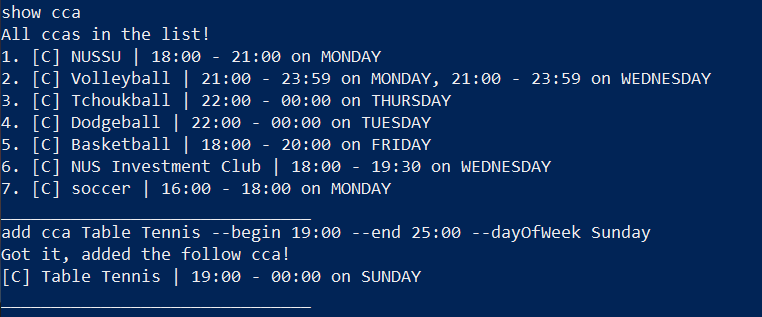 show cca
All ccas in the list!
1. [C] NUSSU | 18:00 - 21:00 on MONDAY
2. [C] Volleyball | 21:00 - 23:59 on MONDAY, 21:00 - 23:59 on WEDNESDAY
3. [C] Tchoukball | 22:00 - 00:00 on THURSDAY
4. [C] Dodgeball | 22:00 - 00:00 on TUESDAY
5. [C] Basketball | 18:00 - 20:00 on FRIDAY
6. [C] NUS Investment Club | 18:00 - 19:30 on WEDNESDAY
7. [C] soccer | 16:00 - 18:00 on MONDAY
_______________________________
add cca Table Tennis --begin 19:00 --end 25:00 --dayOfWeek Sunday
Got it, added the follow cca!
[C] Table Tennis | 19:00 - 00:00 on SUNDAY
_______________________________